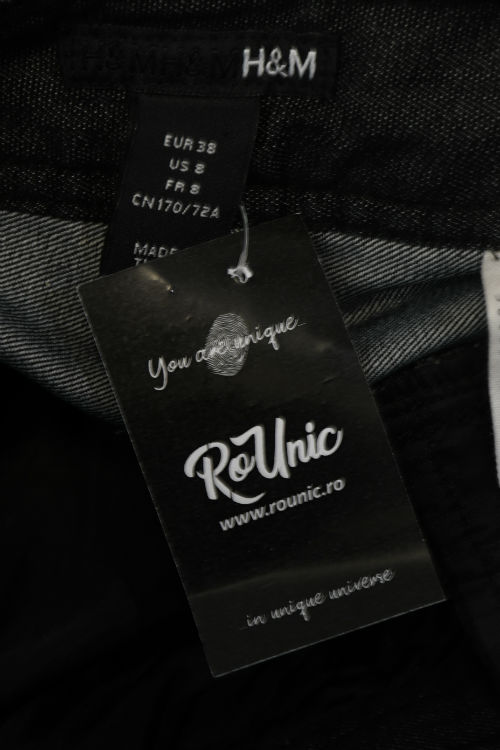 H&M
EUR 38
US 8
FR 8
CN170/72A
MADE
You are unique
RoUnic
www.rounic.ro
in unique universe